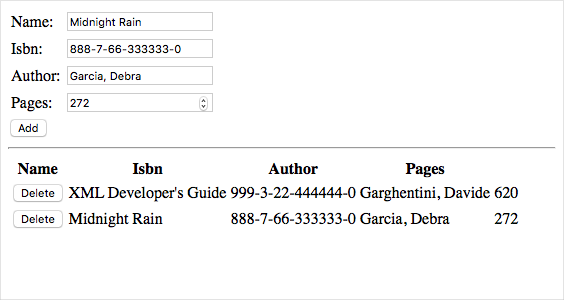 Name: Midnight Rain
Isbn: 888-7-66-333333-0
Author: Garcia, Debra
Pages: 272
Add
Name Isbn Author Pages
Delete XML Developer's Guide 999-3-22-444444-0 Garghentini, Davide 620
Delete Midnight Rain 888-7-66-333333-0 Garcia, Debra 272